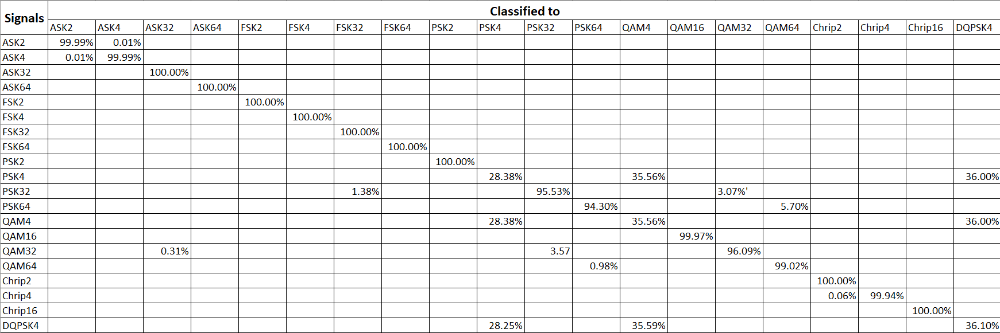 Signals Classified to
ASK2 ASK4 ASK32 ASK64 FSK2 FSK4 FSK32 FSK64 PSK2 PSK4 PSK32 PSK64 QAM4 QAM16 QAM32 QAM64 Chrip2 Chrip4 Chrip16 DQPSK4
ASK2 99.99% 0.01%
ASK4 0.01% 99.99%
ASK32 100.00%
ASK64 100.00%
FSK2 100.00%
FSK4 100.00%
FSK32 100.00%
FSK64 100.00%
PSK2 100.00%
PSK4 28.38% 35.56% 36.00%
PSK32 1.38% 95.53% 3.07%'
PSK64 94.30% 5.70%
QAM4 28.38% 35.56% 36.00%
QAM16 99.97%
QAM32 0.31% 3.57 96.09%
QAM64 0.98% 99.02%
Chrip2 100.00%
Chrip4 0.06% 99.94%
Chrip16 100.00%
DQPSK4 28.25% 35.59% 36.10%